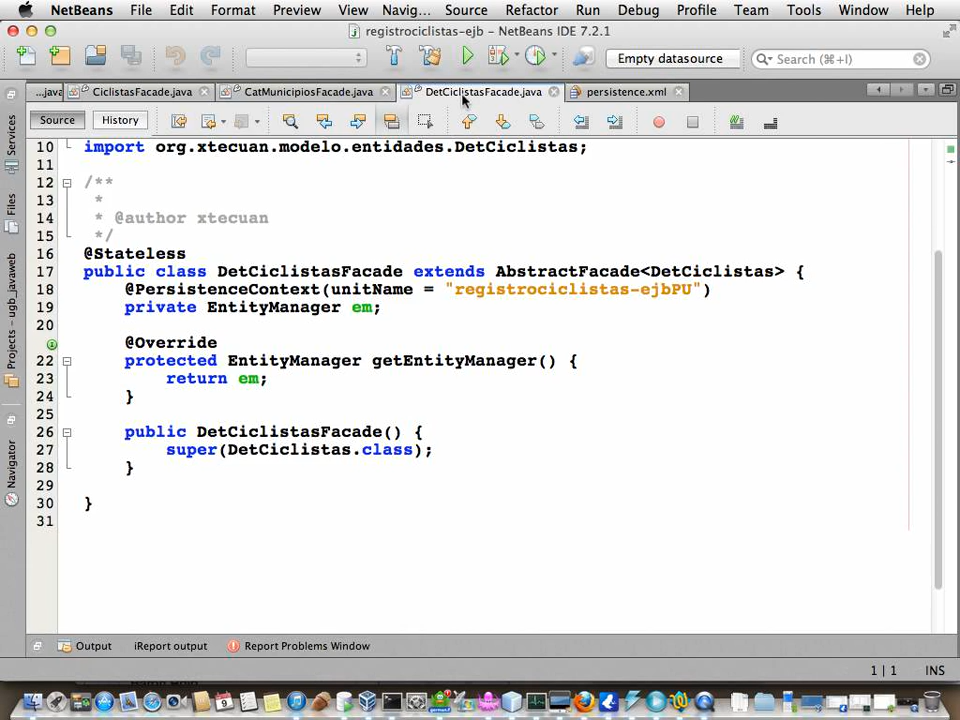 NetBeans File Edit Format Preview View Navig... Source Refactor Run Debug Profile Team Tools Window Help
registrociclistas-ejb – NetBeans IDE 7.2.1
Empty datasource
Search (⌘+I)
...java CiclistasFacade.java CatMunicipiosFacade.java DetCiclistasFacade.java persistence.xml
Source History
Services
Files
Projects - ugb_javaweb
Navigator
10 import org.xtecuan.modelo.entidades.DetCiclistas;
11
12 /**
13 *
14 * @author xtecuan
15 */
16 @Stateless
17 public class DetCiclistasFacade extends AbstractFacade<DetCiclistas> {
18 @PersistenceContext(unitName = "registrociclistas-ejbPU")
19 private EntityManager em;
20
@Override
22 protected EntityManager getEntityManager() {
23 return em;
24 }
25
26 public DetCiclistasFacade() {
27 super(DetCiclistas.class);
28 }
29
30 }
31
Output iReport output Report Problems Window
1 | 1 INS